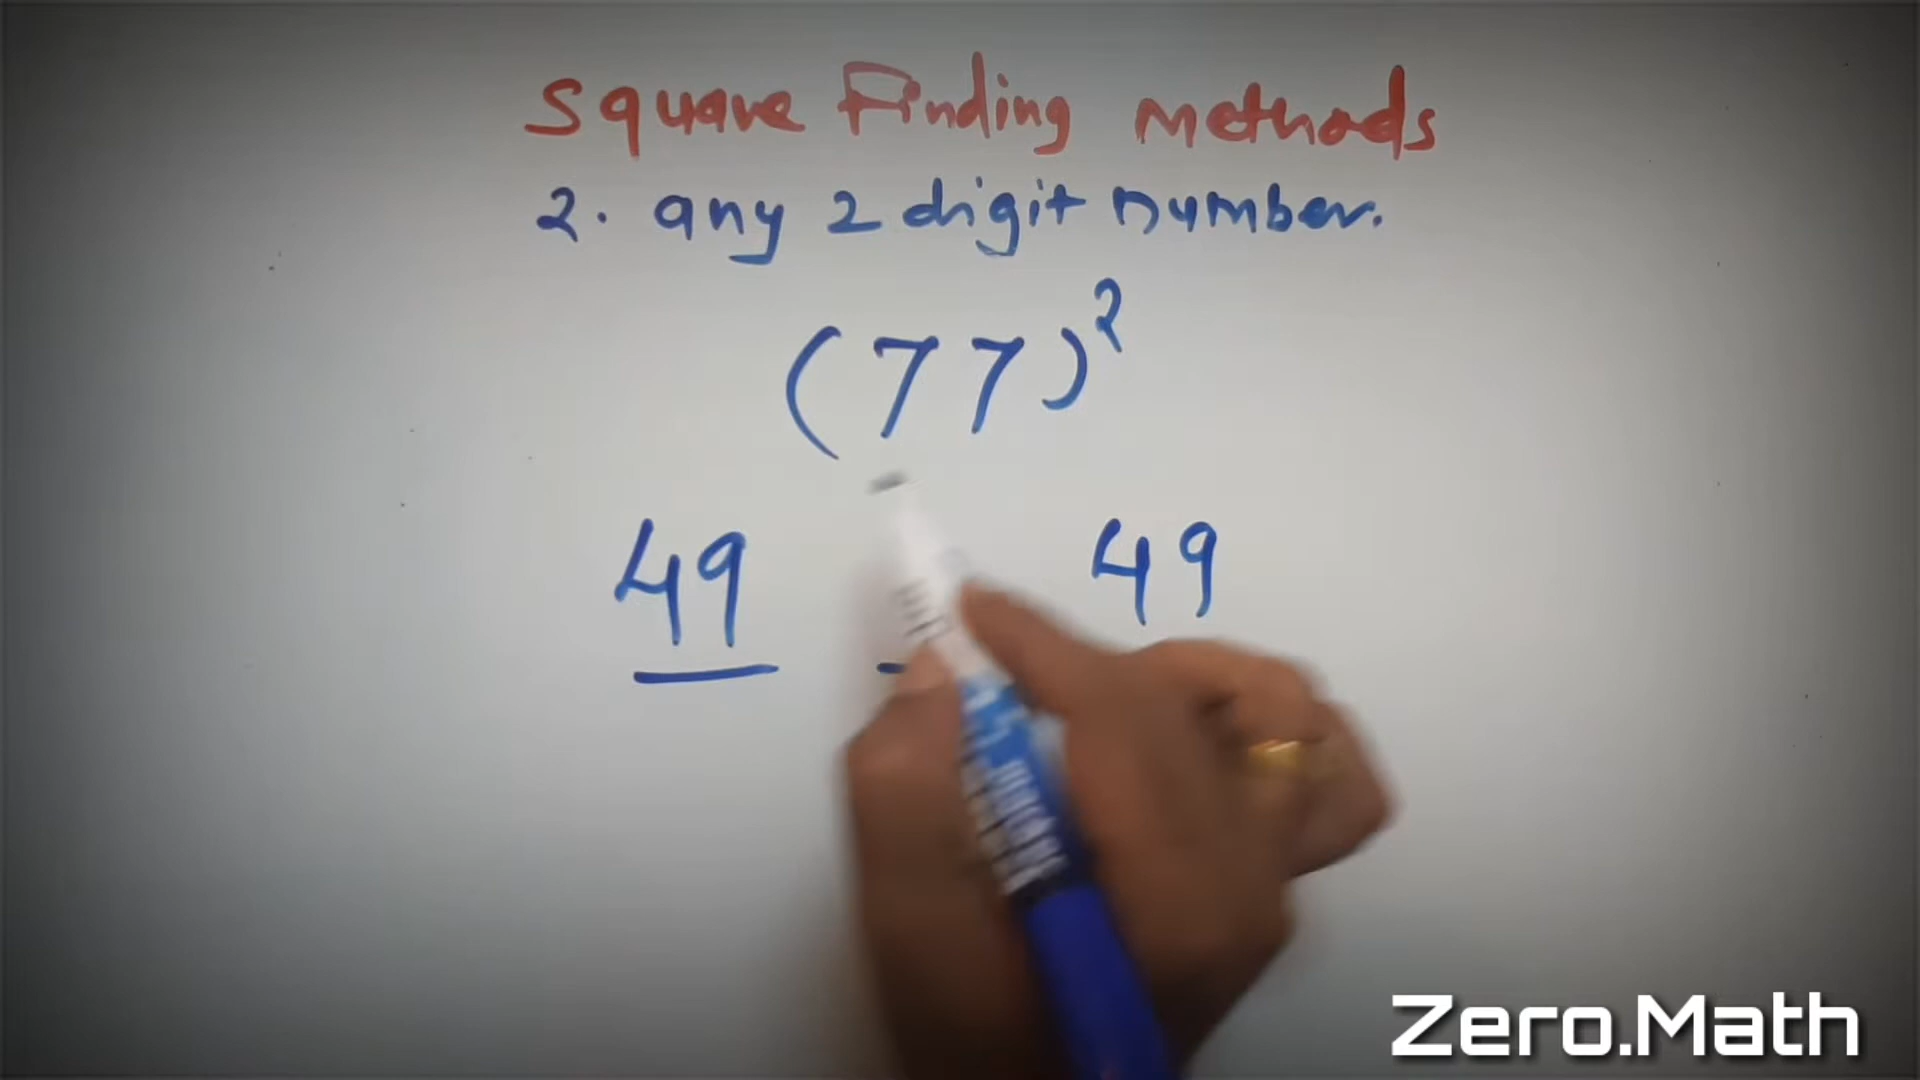 Square Finding Methods
2. any 2 digit number.
(77)²
49 49
Zero.Math